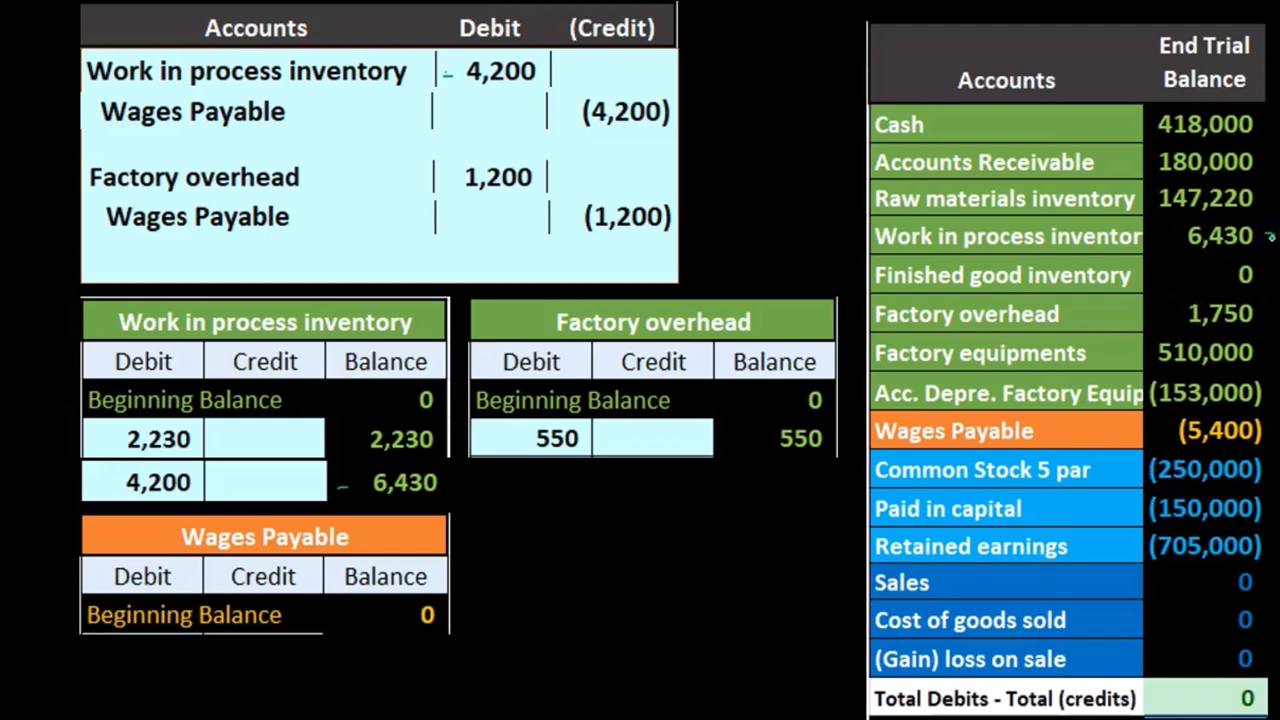 Accounts Debit (Credit)
Work in process inventory 4,200
Wages Payable (4,200)
Factory overhead 1,200
Wages Payable (1,200)
Work in process inventory
Debit Credit Balance
Beginning Balance 0
2,230 2,230
4,200 6,430
Factory overhead
Debit Credit Balance
Beginning Balance 0
550 550
Wages Payable
Debit Credit Balance
Beginning Balance 0
Accounts End Trial Balance
Cash 418,000
Accounts Receivable 180,000
Raw materials inventory 147,220
Work in process inventor 6,430
Finished good inventory 0
Factory overhead 1,750
Factory equipments 510,000
Acc. Depre. Factory Equip (153,000)
Wages Payable (5,400)
Common Stock 5 par (250,000)
Paid in capital (150,000)
Retained earnings (705,000)
Sales 0
Cost of goods sold 0
(Gain) loss on sale 0
Total Debits - Total (credits) 0